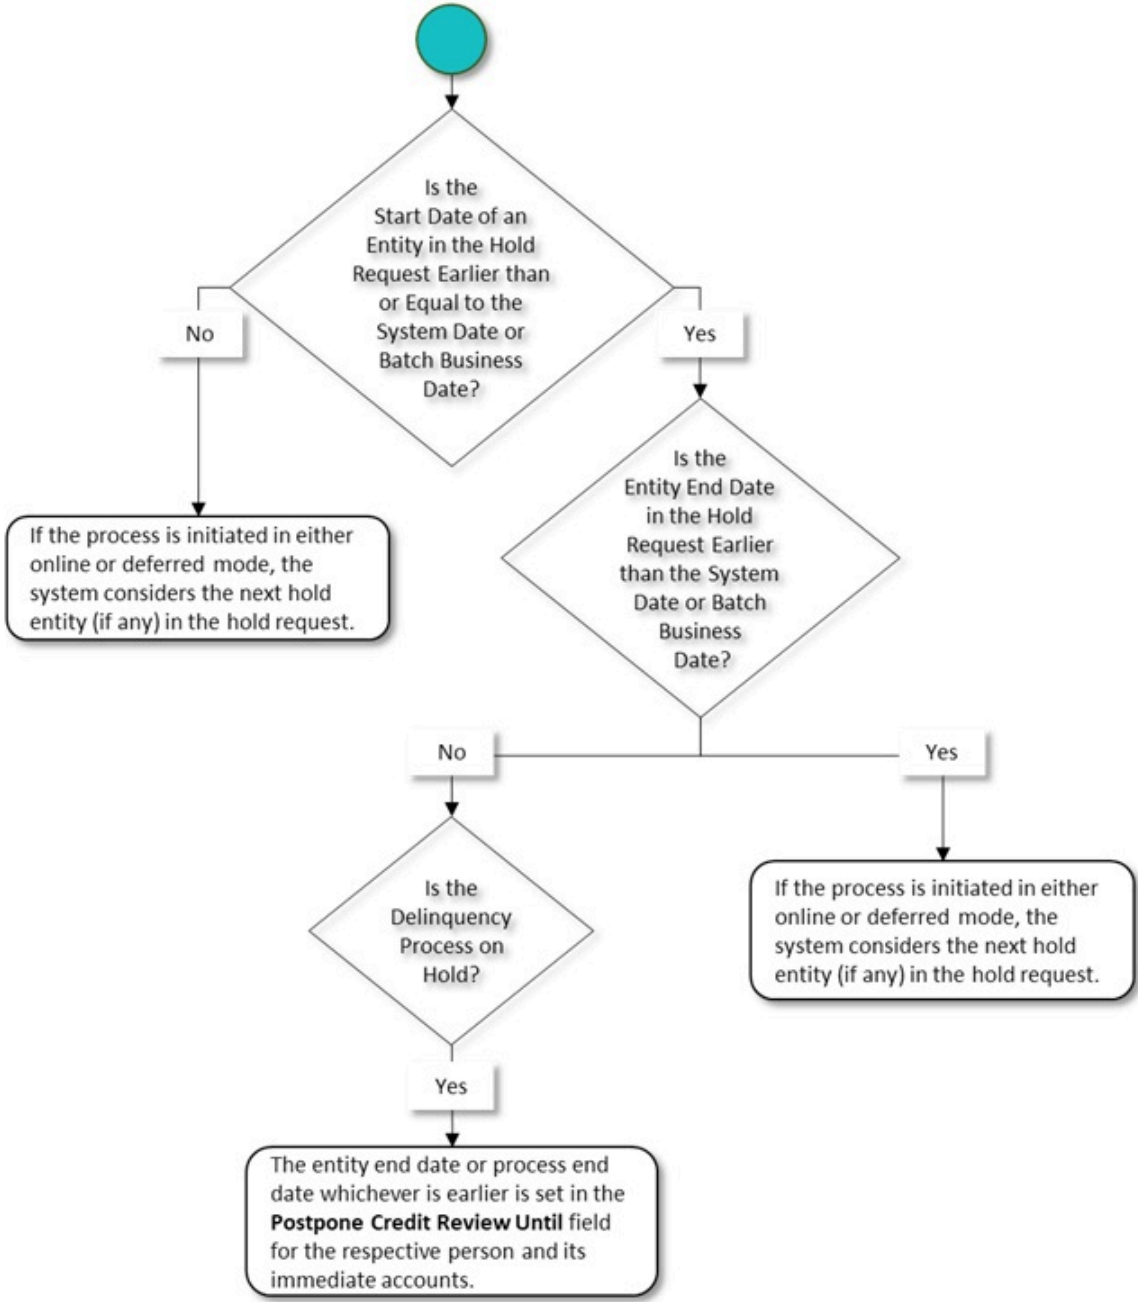 Is the
Start Date of an
Entity in the Hold
Request Earlier than
or Equal to the
System Date or
Batch Business
Date?
No
Yes
Is the
Entity End Date
in the Hold
Request Earlier
than the System
Date or Batch
Business
Date?
If the process is initiated in either
online or deferred mode, the
system considers the next hold
entity (if any) in the hold request.
No
Yes
Is the
Delinquency
Process on
Hold?
If the process is initiated in either
online or deferred mode, the
system considers the next hold
entity (if any) in the hold request.
Yes
The entity end date or process end
date whichever is earlier is set in the
Postpone Credit Review Until field
for the respective person and its
immediate accounts.